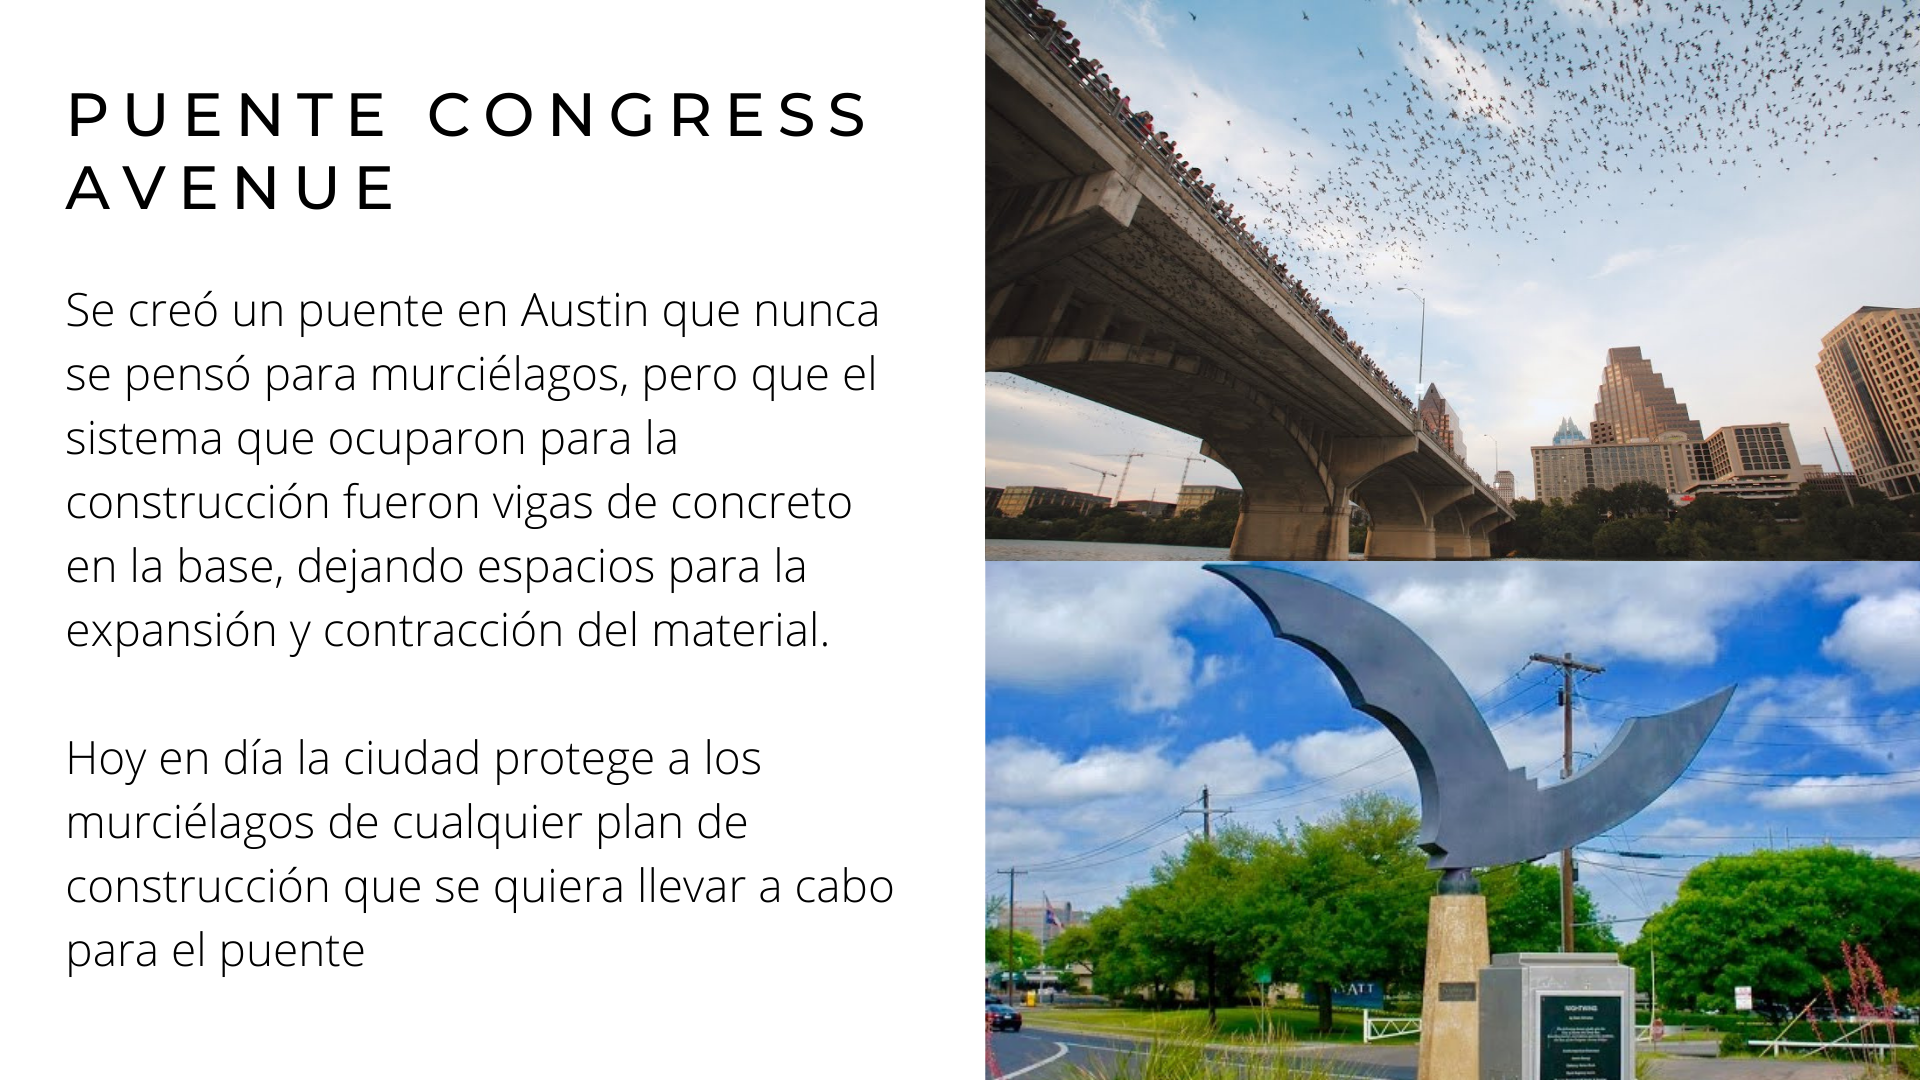 PUENTE CONGRESS
AVENUE
Se creó un puente en Austin que nunca
se pensó para murciélagos, pero que el
sistema que ocuparon para la
construcción fueron vigas de concreto
en la base, dejando espacios para la
expansión y contracción del material.
Hoy en día la ciudad protege a los
murciélagos de cualquier plan de
construcción que se quiera llevar a cabo
para el puente
NIGHTWING